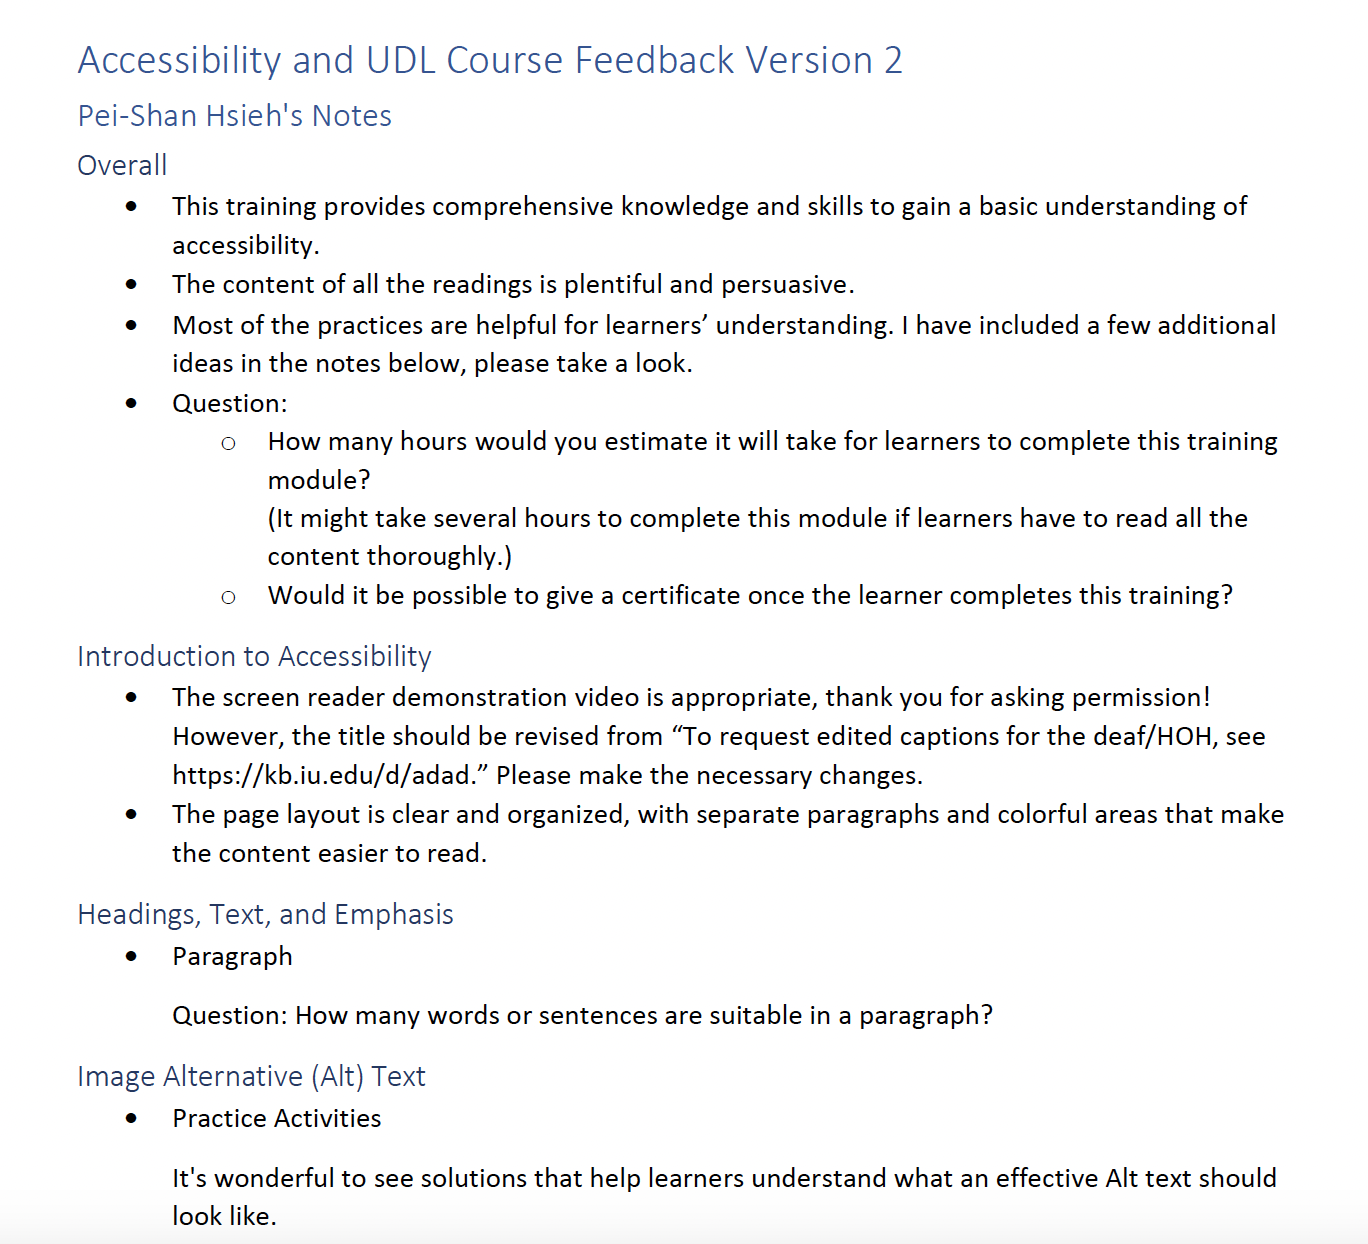 Accessibility and UDL Course Feedback Version 2
Pei-Shan Hsieh's Notes
Overall
• This training provides comprehensive knowledge and skills to gain a basic understanding of
accessibility.
• The content of all the readings is plentiful and persuasive.
• Most of the practices are helpful for learners’ understanding. I have included a few additional
ideas in the notes below, please take a look.
• Question:
○ How many hours would you estimate it will take for learners to complete this training
module?
(It might take several hours to complete this module if learners have to read all the
content thoroughly.)
○ Would it be possible to give a certificate once the learner completes this training?
Introduction to Accessibility
• The screen reader demonstration video is appropriate, thank you for asking permission!
However, the title should be revised from “To request edited captions for the deaf/HOH, see
https://kb.iu.edu/d/adad.” Please make the necessary changes.
• The page layout is clear and organized, with separate paragraphs and colorful areas that make
the content easier to read.
Headings, Text, and Emphasis
• Paragraph
Question: How many words or sentences are suitable in a paragraph?
Image Alternative (Alt) Text
• Practice Activities
It's wonderful to see solutions that help learners understand what an effective Alt text should
look like.